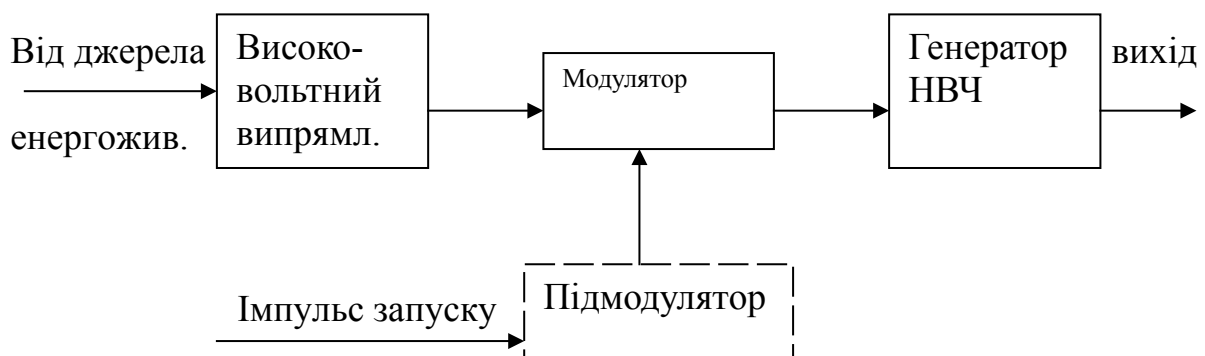 Від джерела
енергожив.
Високо-
вольтний
випрямл.
Модулятор
Генератор
НВЧ
вихід
Імпульс запуску
Підмодулятор